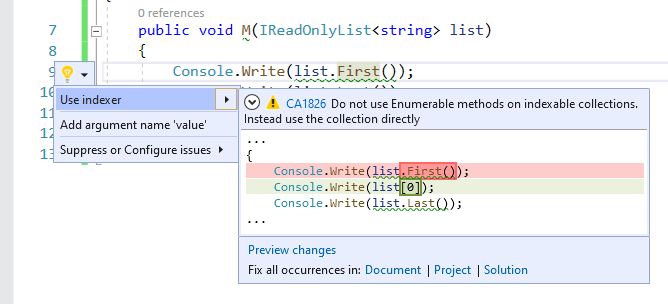 0 references
7 public void M(IReadOnlyList<string> list)
8 {
9 Console.Write(list.First());
Use indexer
Add argument name 'value'
Suppress or Configure issues
13
CA1826 Do not use Enumerable methods on indexable collections.
Instead use the collection directly
...
{
Console.Write(list.First());
Console.Write(list[0]);
Console.Write(list.Last());
...
Preview changes
Fix all occurrences in: Document | Project | Solution